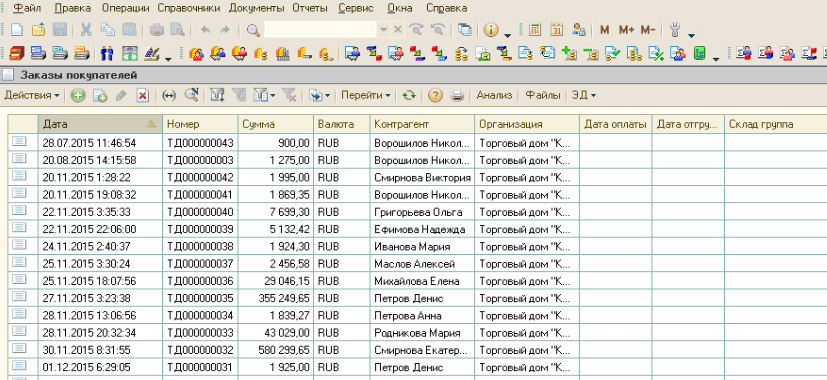 Файл Правка Операции Справочники Документы Отчеты Сервис Окна Справка
M M+ M-
Заказы покупателей
Действия Перейти Анализ Файлы ЭД
Дата Номер Сумма Валюта Контрагент Организация Дата оплаты Дата отгру... Склад группа
28.07.2015 11:46:54 ТД000000043 900,00 RUB Ворошилов Никол... Торговый дом "К...
20.08.2015 14:15:58 ТД000000003 1 275,00 RUB Ворошилов Никол... Торговый дом "К...
20.11.2015 1:28:22 ТД000000042 1 995,00 RUB Смирнова Виктория Торговый дом "К...
20.11.2015 19:08:32 ТД000000041 1 869,35 RUB Ворошилов Никол... Торговый дом "К...
22.11.2015 3:35:33 ТД000000040 7 699,30 RUB Григорьева Ольга Торговый дом "К...
22.11.2015 22:06:00 ТД000000039 5 132,42 RUB Ефимова Надежда Торговый дом "К...
24.11.2015 2:40:37 ТД000000038 1 924,30 RUB Иванова Мария Торговый дом "К...
25.11.2015 3:30:24 ТД000000037 2 456,58 RUB Маслов Алексей Торговый дом "К...
25.11.2015 18:07:56 ТД000000036 29 046,15 RUB Михайлова Елена Торговый дом "К...
27.11.2015 3:23:38 ТД000000035 355 249,65 RUB Петров Денис Торговый дом "К...
28.11.2015 13:06:56 ТД000000034 1 839,27 RUB Петрова Анна Торговый дом "К...
28.11.2015 20:32:34 ТД000000033 43 029,00 RUB Родникова Мария Торговый дом "К...
30.11.2015 8:31:55 ТД000000032 580 299,65 RUB Смирнова Екатер... Торговый дом "К...
01.12.2015 6:29:05 ТД000000031 1 925,00 RUB Петров Денис Торговый дом "К...